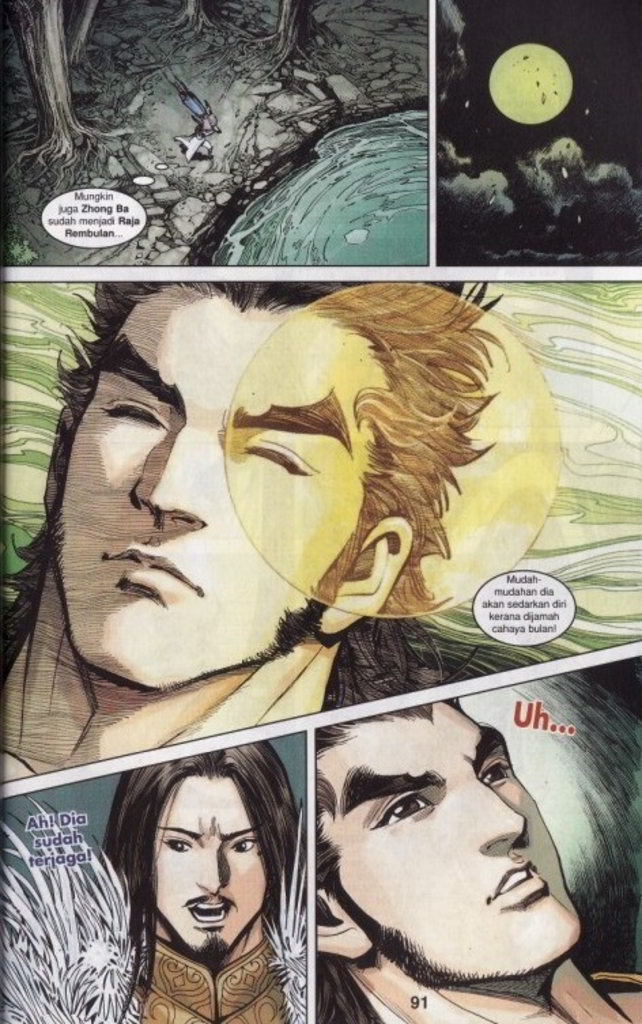 Mungkin
juga Zhong Ba
sudah menjadi Raja
Rembulan...
Mudah-
mudahan dia
akan sedarkan diri
kerana dijamah
cahaya bulan!
Ah! Dia
sudah
terjaga!
Uh...
91